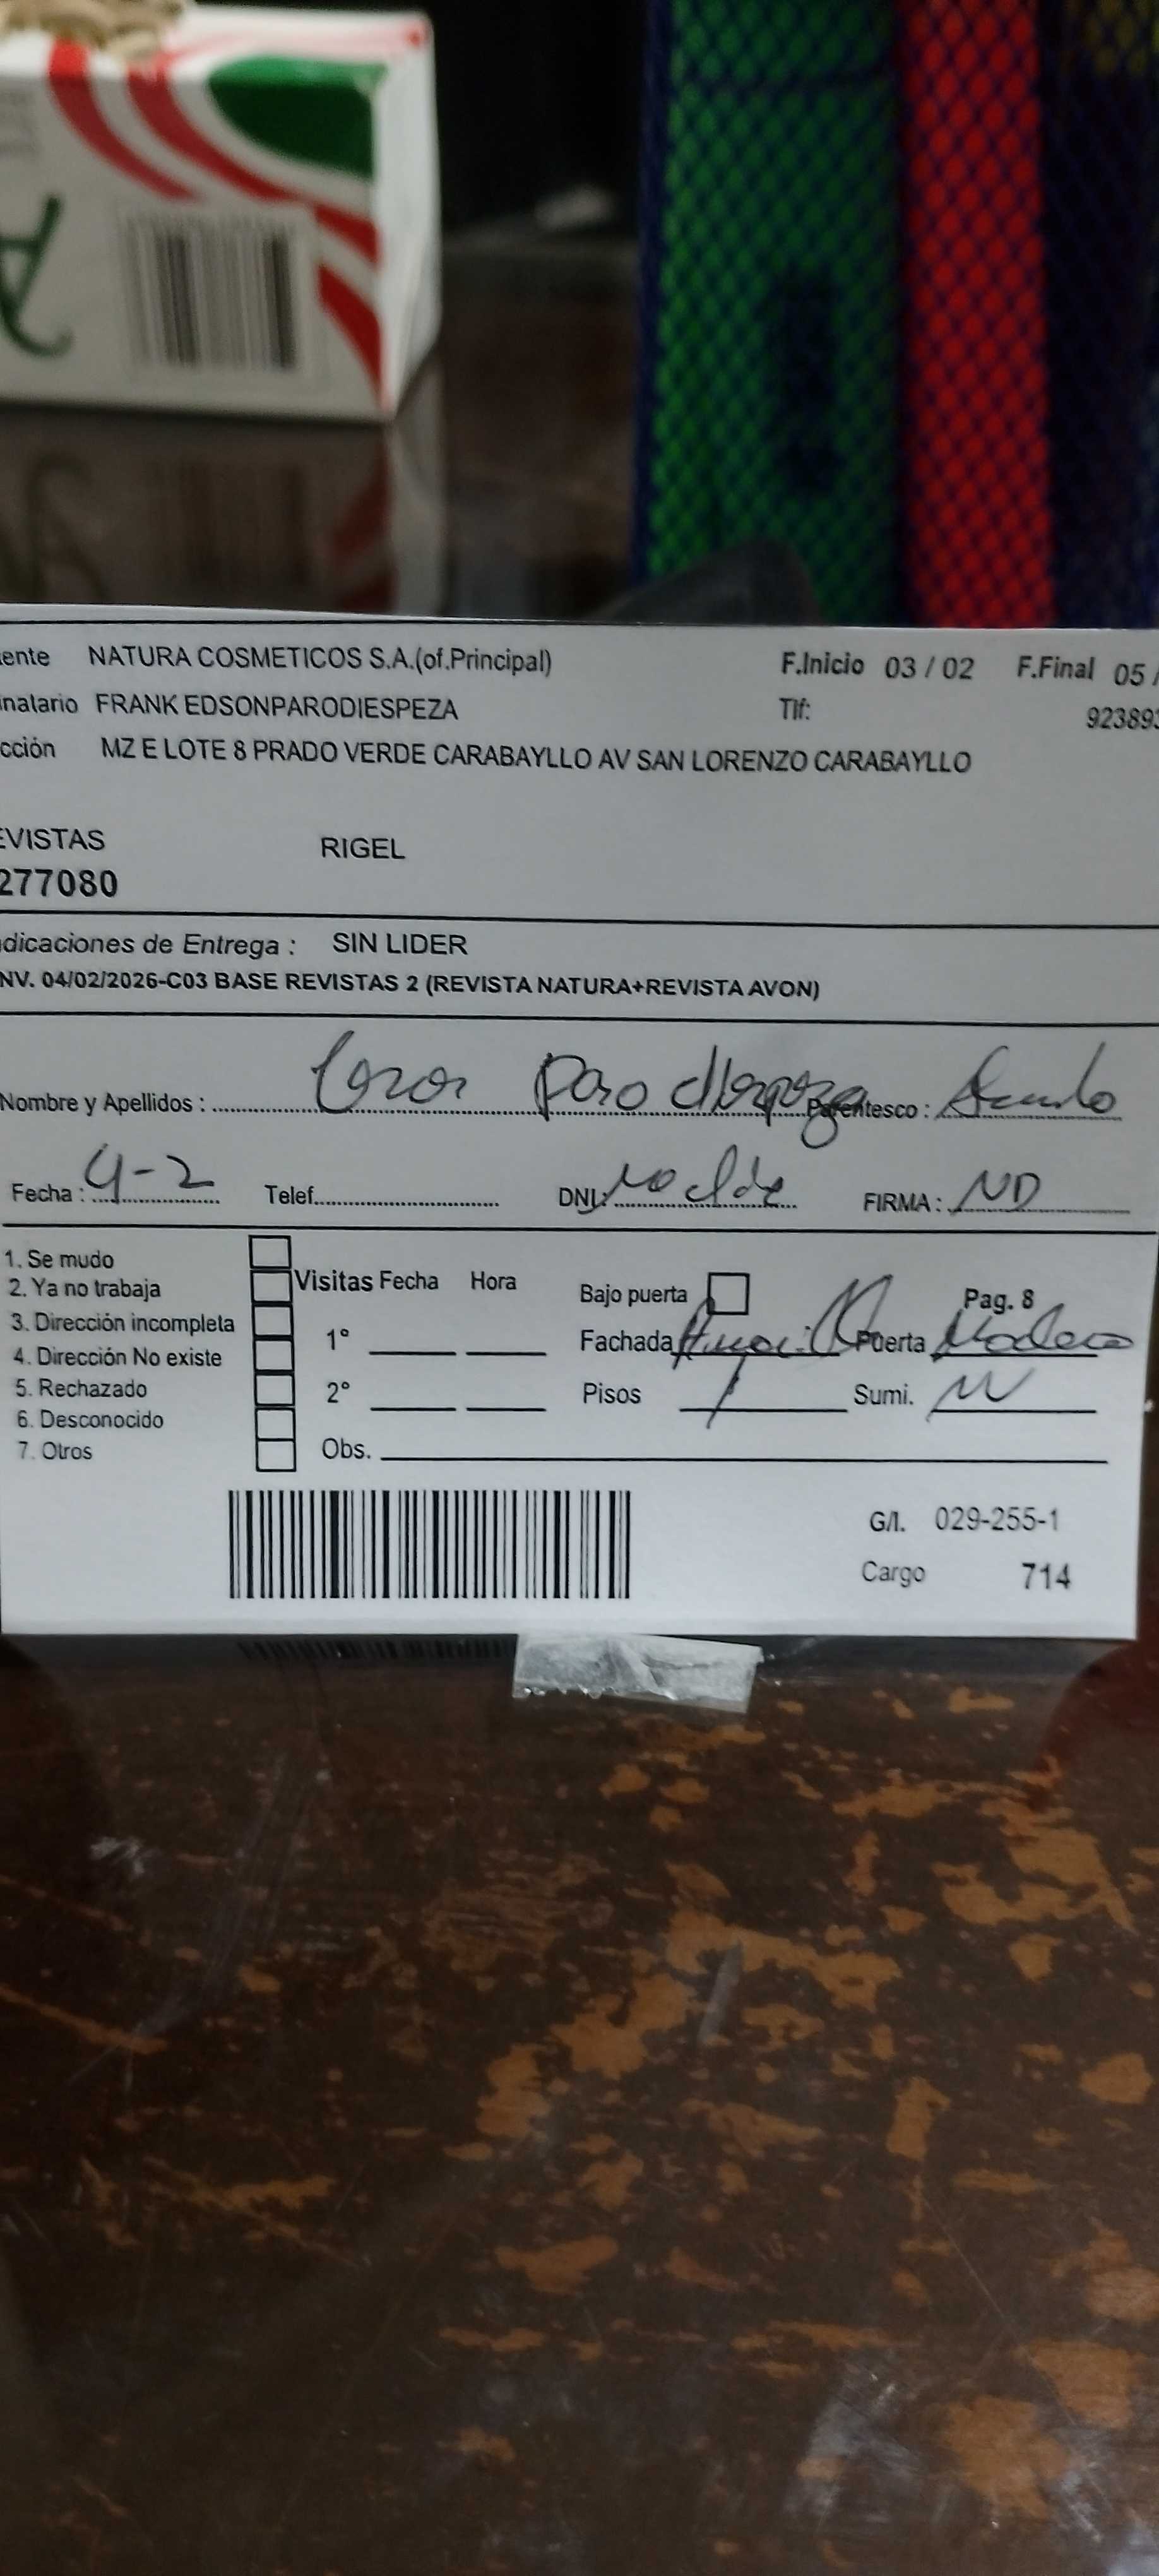 ente NATURA COSMETICOS S.A.(of.Principal) F.Inicio 03 / 02 F.Final 05 /
nalario FRANK EDSONPARODIESPEZA Tlf: 923893
cción MZ E LOTE 8 PRADO VERDE CARABAYLLO AV SAN LORENZO CARABAYLLO
EVISTAS RIGEL
277080
dicaciones de Entrega : SIN LIDER
NV. 04/02/2026-C03 BASE REVISTAS 2 (REVISTA NATURA+REVISTA AVON)
Nombre y Apellidos : Parentesco :
Fecha : 4-2 Telef. DNI: FIRMA : ND
1. Se mudo
2. Ya no trabaja Visitas Fecha Hora Bajo puerta Pag. 8
3. Dirección incompleta 1° Fachada Amarill Puerta Madera
4. Dirección No existe
5. Rechazado 2° Pisos 1 Sumi.
6. Desconocido
7. Otros Obs.
G/I. 029-255-1
Cargo 714